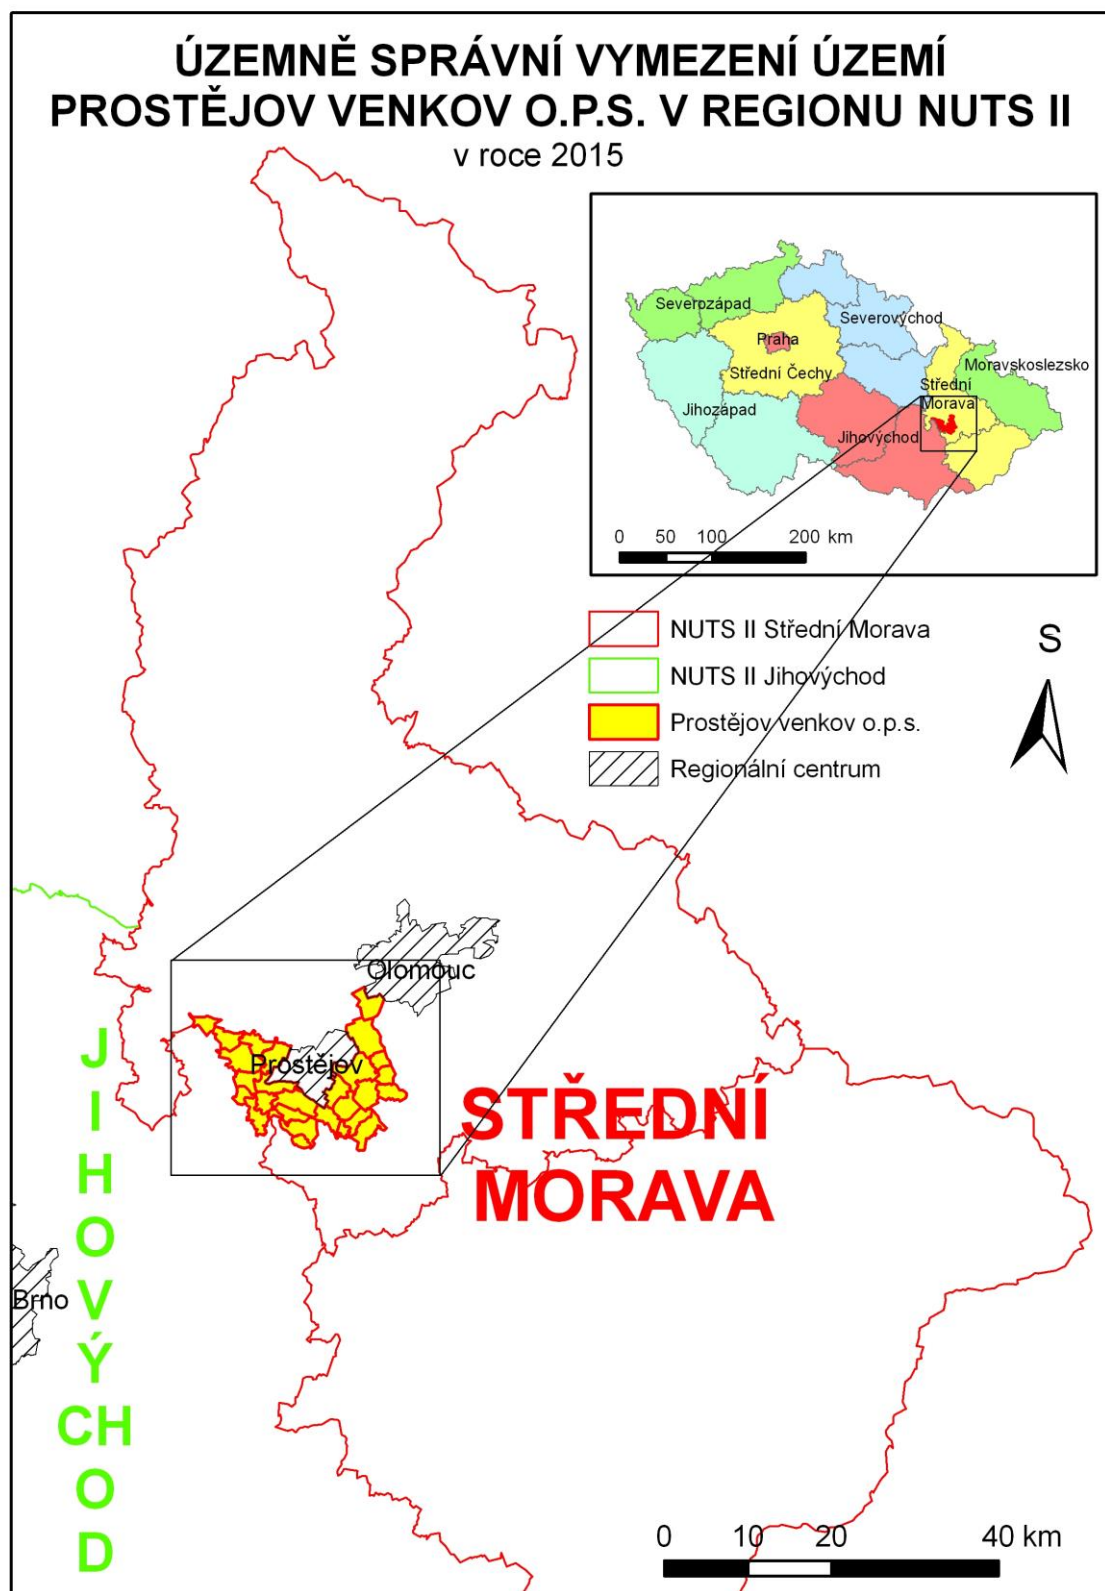 ÚZEMNĚ SPRÁVNÍ VYMEZENÍ ÚZEMÍ
PROSTĚJOV VENKOV O.P.S. V REGIONU NUTS II
v roce 2015
Severozápad
Praha
Severovýchod
Střední Čechy
Moravskoslezsko
Střední
Morava
Jihozápad
Jihovýchod
0 50 100 200 km
NUTS II Střední Morava
NUTS II Jihovýchod
Prostějov venkov o.p.s.
Regionální centrum
S
Olomouc
Prostějov
STŘEDNÍ
MORAVA
Brno
J
I
H
O
V
Ý
CH
O
D
0 10 20 40 km